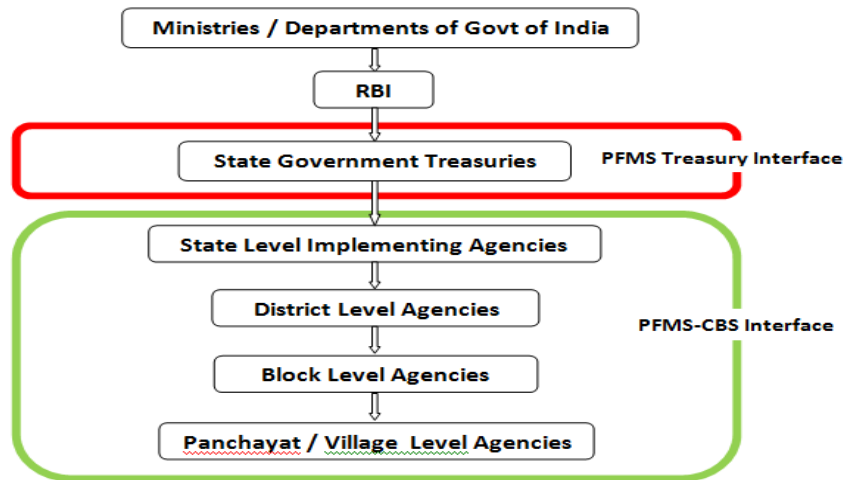 Ministries / Departments of Govt of India
RBI
State Government Treasuries
PFMS Treasury Interface
State Level Implementing Agencies
District Level Agencies
PFMS-CBS Interface
Block Level Agencies
Panchayat / Village Level Agencies